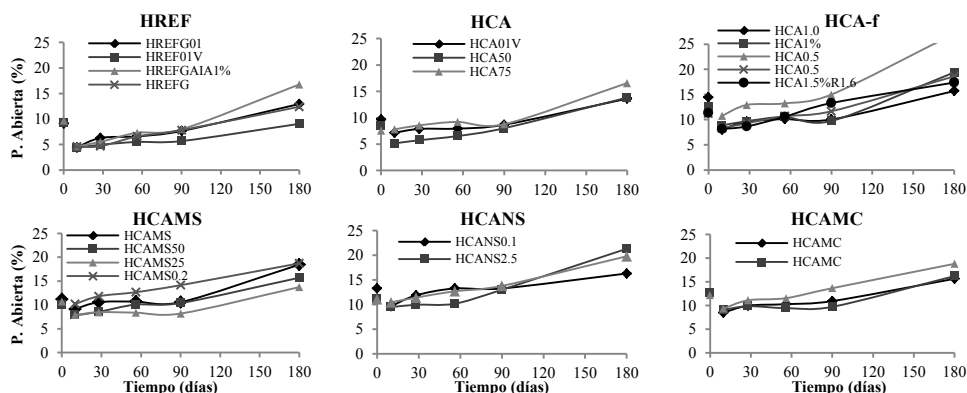 HREF
P. Abierta (%)
25
20
15
10
5
0
0 30 60 90 120 150 180
HREFG01
HREF01V
HREFGAIA1%
HREFG
HCA
25
20
15
10
5
0
0 30 60 90 120 150 180
HCA01V
HCA50
HCA75
HCA-f
25
20
15
10
5
0
0 30 60 90 120 150 180
HCA1.0
HCA1%
HCA0.5
HCA0.5
HCA1.5%R1.6
HCAMS
P. Abierta (%)
25
20
15
10
5
0
0 30 60 90 120 150 180
Tiempo (días)
HCAMS
HCAMS50
HCAMS25
HCAMS0.2
HCANS
25
20
15
10
5
0
0 30 60 90 120 150 180
Tiempo (días)
HCANS0.1
HCANS2.5
HCAMC
25
20
15
10
5
0
0 30 60 90 120 150 180
Tiempo (días)
HCAMC
HCAMC